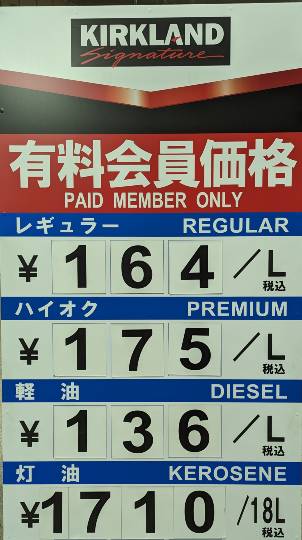 KIRKLAND
Signature
有料会員価格
PAID MEMBER ONLY
レギュラー REGULAR
¥164/L
税込
ハイオク PREMIUM
¥175/L
税込
軽油 DIESEL
¥136/L
税込
灯油 KEROSENE
¥1710/18L
税込